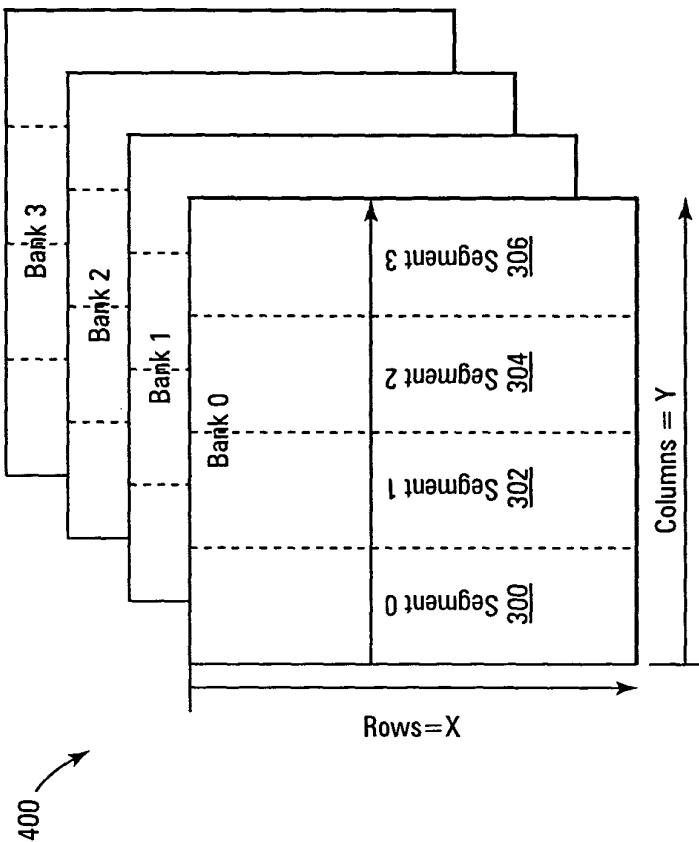 Bank 3
Bank 2
Bank 1
Bank 0
Segment 0
300
Segment 1
302
Segment 2
304
Segment 3
306
Columns = Y
Rows=X
400